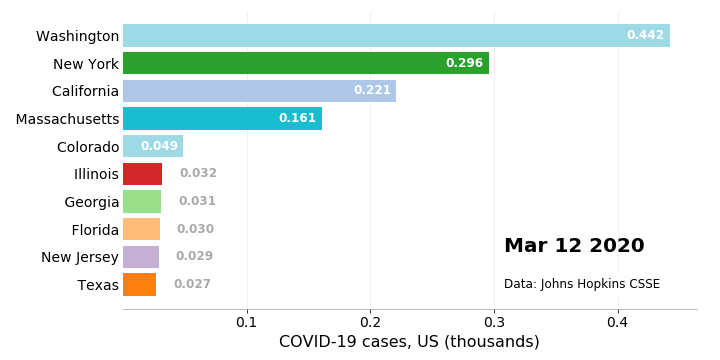 Washington 0.442
New York 0.296
California 0.221
Massachusetts 0.161
Colorado 0.049
Illinois 0.032
Georgia 0.031
Florida 0.030
New Jersey 0.029
Texas 0.027
Mar 12 2020
Data: Johns Hopkins CSSE
0.1 0.2 0.3 0.4
COVID-19 cases, US (thousands)